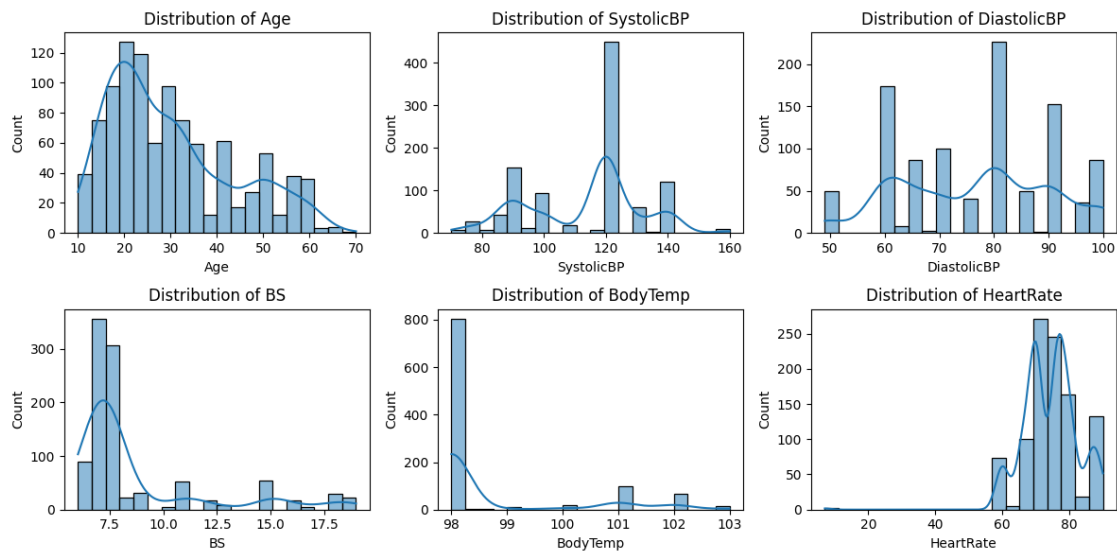 Distribution of Age
120
100
80
60
40
20
0
Count
10 20 30 40 50 60 70
Age
Distribution of SystolicBP
400
300
200
100
0
Count
80 100 120 140 160
SystolicBP
Distribution of DiastolicBP
200
150
100
50
0
Count
50 60 70 80 90 100
DiastolicBP
Distribution of BS
300
200
100
0
Count
7.5 10.0 12.5 15.0 17.5
BS
Distribution of BodyTemp
800
600
400
200
0
Count
98 99 100 101 102 103
BodyTemp
Distribution of HeartRate
250
200
150
100
50
0
Count
20 40 60 80
HeartRate